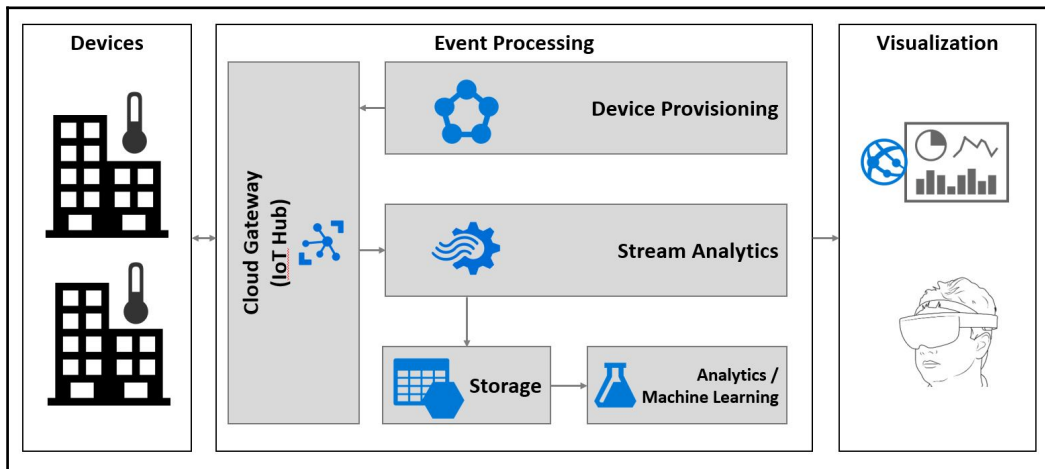 Devices
Event Processing
Visualization
Cloud Gateway
(IoT Hub)
Device Provisioning
Stream Analytics
Storage
Analytics /
Machine Learning